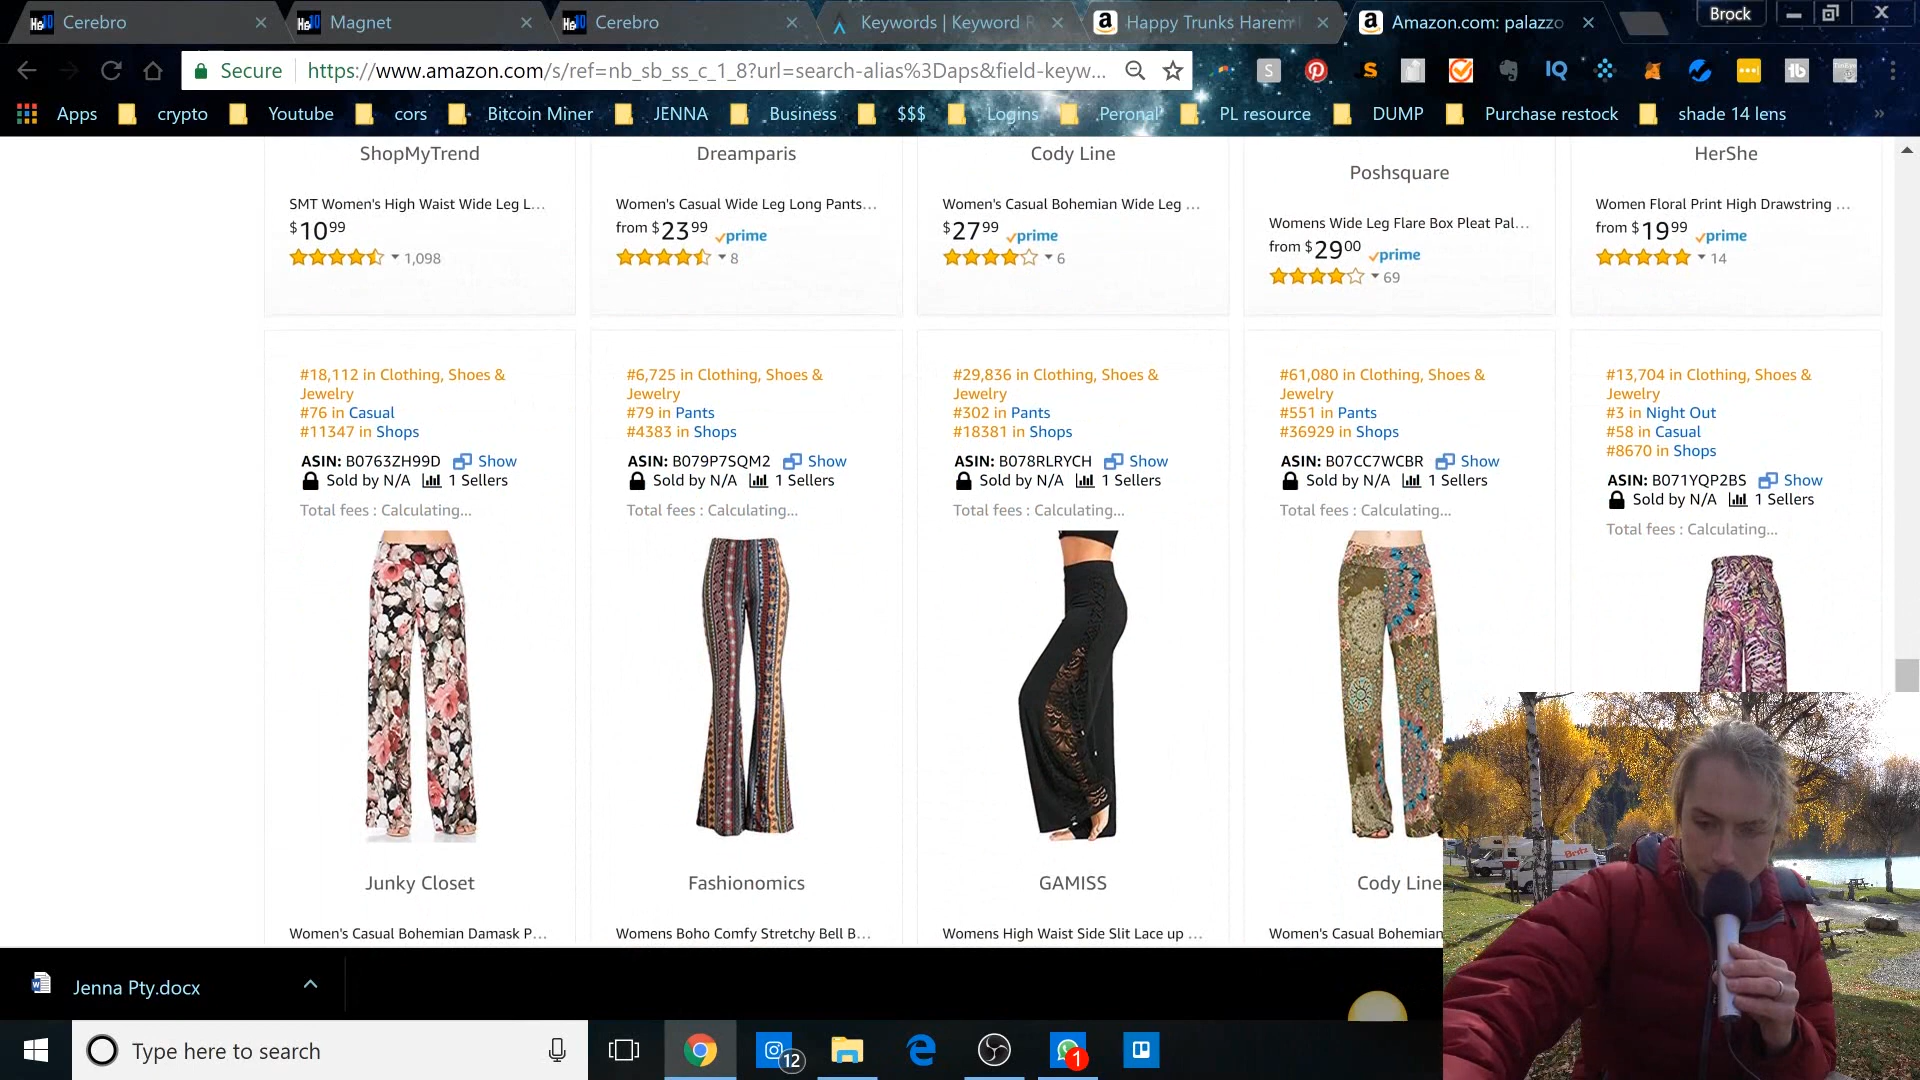 Cerebro
Magnet
Cerebro
Keywords | Keyword R
Happy Trunks Harem
Amazon.com: palazzo
Brock
Secure
https://www.amazon.com/s/ref=nb_sb_ss_c_1_8?url=search-alias%3Daps&field-keyw...
Apps
crypto
Youtube
cors
Bitcoin Miner
JENNA
Business
$$$
Logins
Peronal
PL resource
DUMP
Purchase restock
shade 14 lens
»
ShopMyTrend
SMT Women's High Waist Wide Leg L...
$10.99
1,098
Dreamparis
Women's Casual Wide Leg Long Pants...
from $23.99 prime
8
Cody Line
Women's Casual Bohemian Wide Leg ...
$27.99 prime
6
Poshsquare
Womens Wide Leg Flare Box Pleat Pal...
from $29.00 prime
69
HerShe
Women Floral Print High Drawstring ...
from $19.99 prime
14
#18,112 in Clothing, Shoes &
Jewelry
#76 in Casual
#11347 in Shops
ASIN: B0763ZH99D Show
Sold by N/A 1 Sellers
Total fees : Calculating...
Junky Closet
Women's Casual Bohemian Damask P...
#6,725 in Clothing, Shoes &
Jewelry
#79 in Pants
#4383 in Shops
ASIN: B079P7SQM2 Show
Sold by N/A 1 Sellers
Total fees : Calculating...
Fashionomics
Womens Boho Comfy Stretchy Bell B...
#29,836 in Clothing, Shoes &
Jewelry
#302 in Pants
#18381 in Shops
ASIN: B078RLRYCH Show
Sold by N/A 1 Sellers
Total fees : Calculating...
GAMISS
Womens High Waist Side Slit Lace up ...
#61,080 in Clothing, Shoes &
Jewelry
#551 in Pants
#36929 in Shops
ASIN: B07CC7WCBR Show
Sold by N/A 1 Sellers
Total fees : Calculating...
Cody Line
Women's Casual Bohemian
#13,704 in Clothing, Shoes &
Jewelry
#3 in Night Out
#58 in Casual
#8670 in Shops
ASIN: B071YQP2BS Show
Sold by N/A 1 Sellers
Total fees : Calculating...
Britz
Jenna Pty.docx
Type here to search
12
1